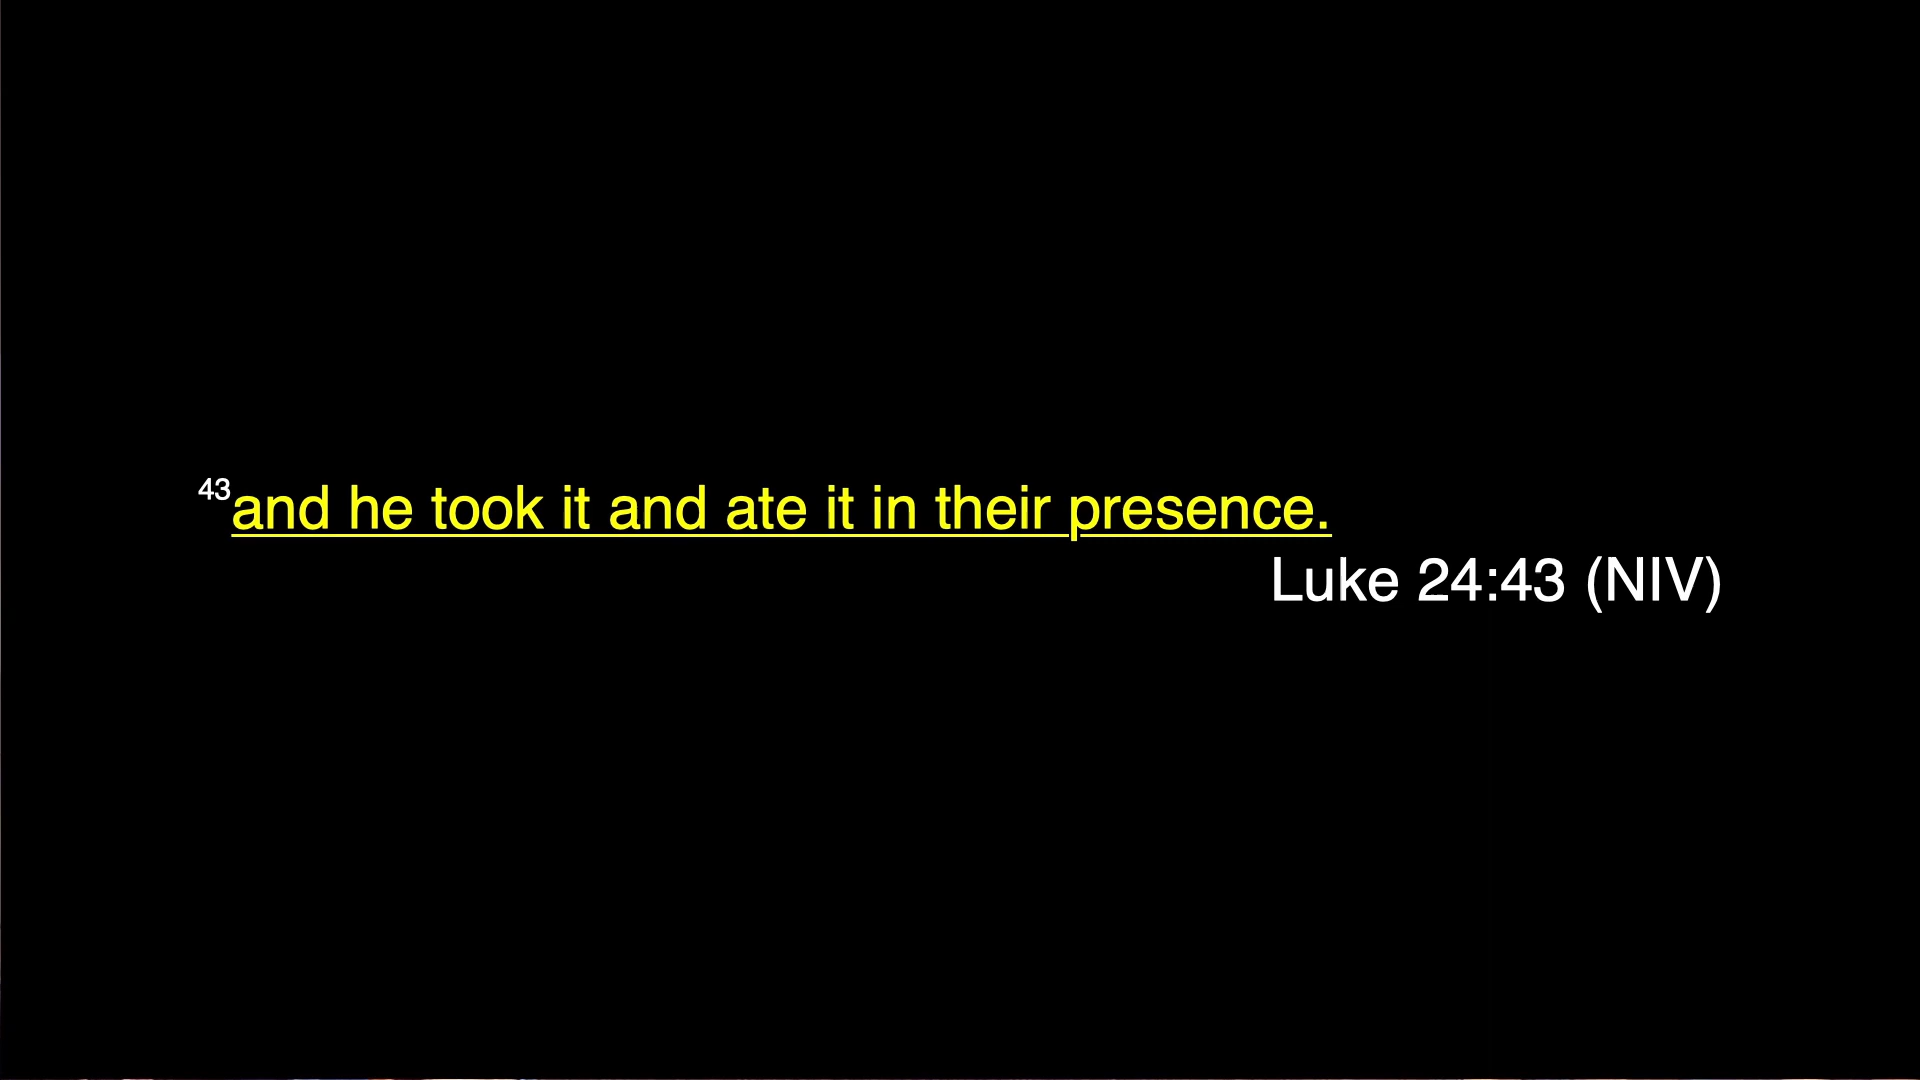 43and he took it and ate it in their presence.
Luke 24:43 (NIV)